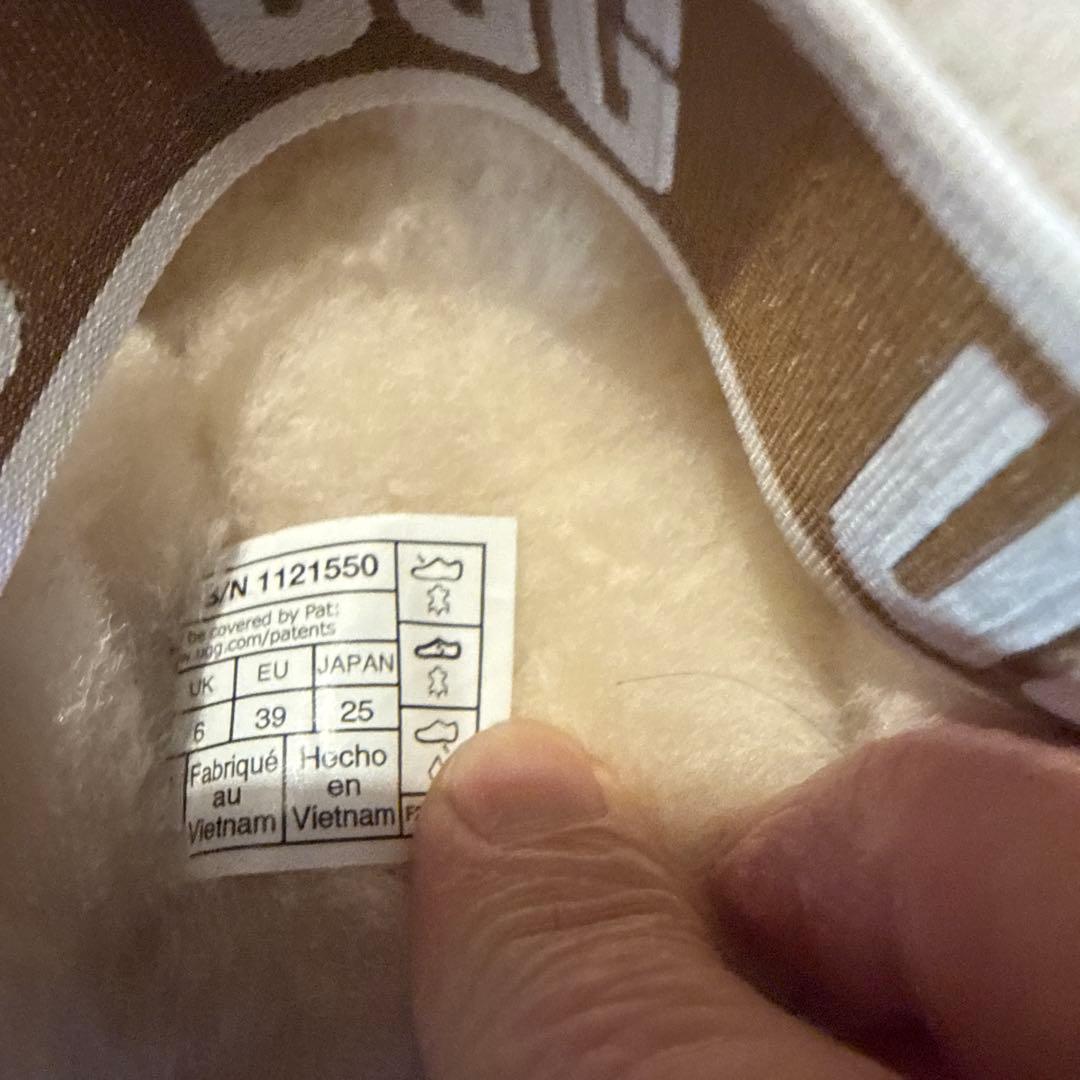 UGG
S/N 1121550
be covered by Pat:
ugg.com/patents
UK EU JAPAN
6 39 25
Fabriqué au Vietnam
Hecho en Vietnam